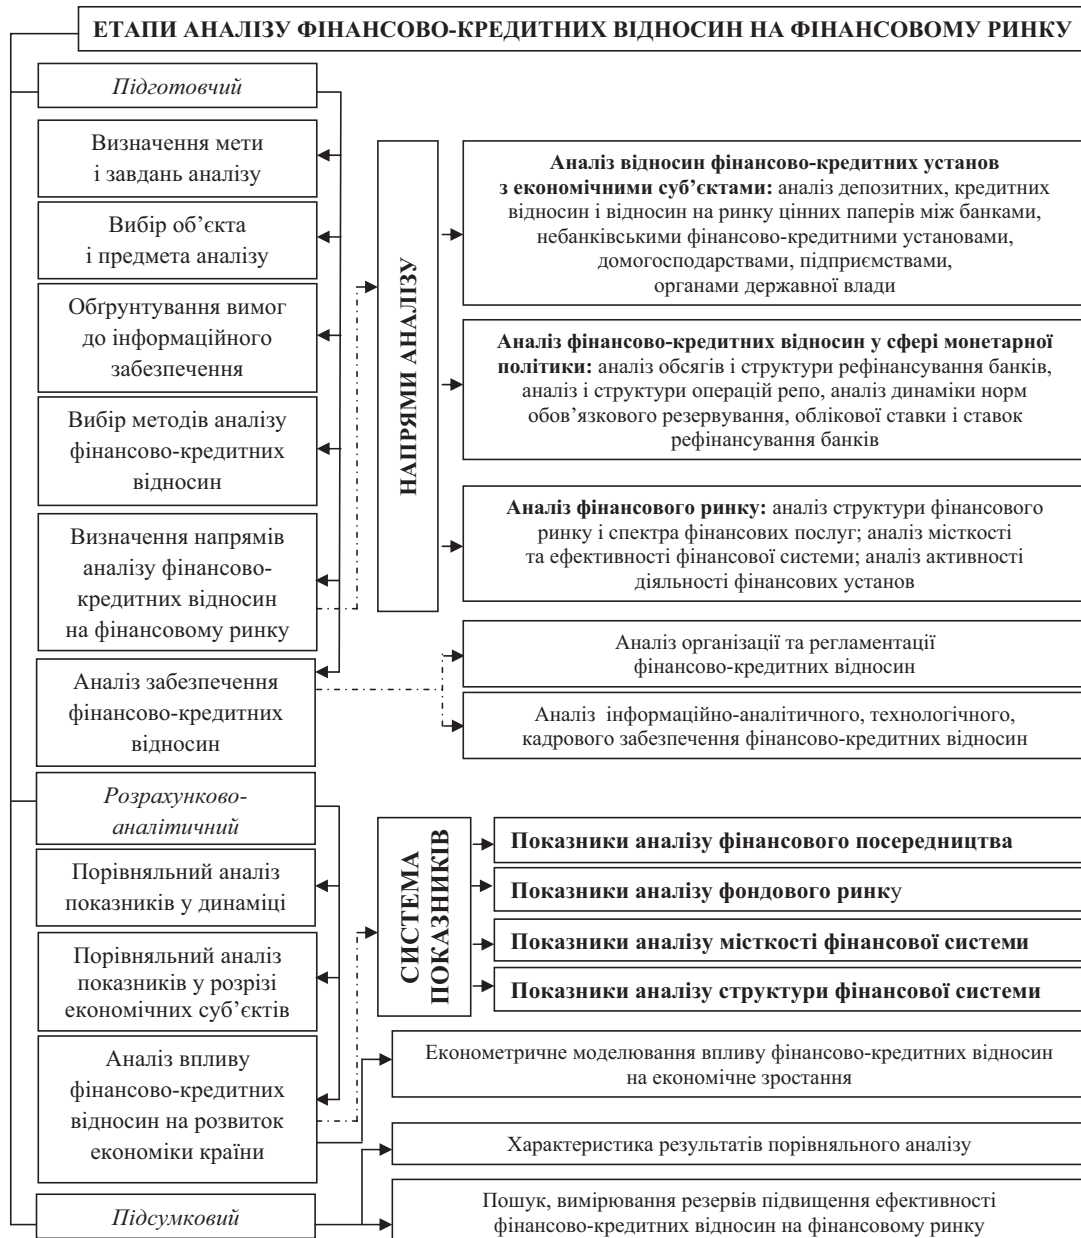 ЕТАПИ АНАЛІЗУ ФІНАНСОВО-КРЕДИТНИХ ВІДНОСИН НА ФІНАНСОВОМУ РИНКУ
Підготовчий
Визначення мети
і завдань аналізу
Вибір об’єкта
і предмета аналізу
Обґрунтування вимог
до інформаційного
забезпечення
Вибір методів аналізу
фінансово-кредитних
відносин
Визначення напрямів
аналізу фінансово-
кредитних відносин
на фінансовому ринку
Аналіз забезпечення
фінансово-кредитних
відносин
НАПРЯМИ АНАЛІЗУ
Аналіз відносин фінансово-кредитних установ
з економічними суб’єктами: аналіз депозитних, кредитних
відносин і відносин на ринку цінних паперів між банками,
небанківськими фінансово-кредитними установами,
домогосподарствами, підприємствами,
органами державної влади
Аналіз фінансово-кредитних відносин у сфері монетарної
політики: аналіз обсягів і структури рефінансування банків,
аналіз і структури операцій репо, аналіз динаміки норм
обов’язкового резервування, облікової ставки і ставок
рефінансування банків
Аналіз фінансового ринку: аналіз структури фінансового
ринку і спектра фінансових послуг; аналіз місткості
та ефективності фінансової системи; аналіз активності
діяльності фінансових установ
Аналіз організації та регламентації
фінансово-кредитних відносин
Аналіз інформаційно-аналітичного, технологічного,
кадрового забезпечення фінансово-кредитних відносин
Розрахунково-
аналітичний
Порівняльний аналіз
показників у динаміці
Порівняльний аналіз
показників у розрізі
економічних суб’єктів
Аналіз впливу
фінансово-кредитних
відносин на розвиток
економіки країни
СИСТЕМА
ПОКАЗНИКІВ
Показники аналізу фінансового посередництва
Показники аналізу фондового ринку
Показники аналізу місткості фінансової системи
Показники аналізу структури фінансової системи
Економетричне моделювання впливу фінансово-кредитних відносин
на економічне зростання
Підсумковий
Характеристика результатів порівняльного аналізу
Пошук, вимірювання резервів підвищення ефективності
фінансово-кредитних відносин на фінансовому ринку